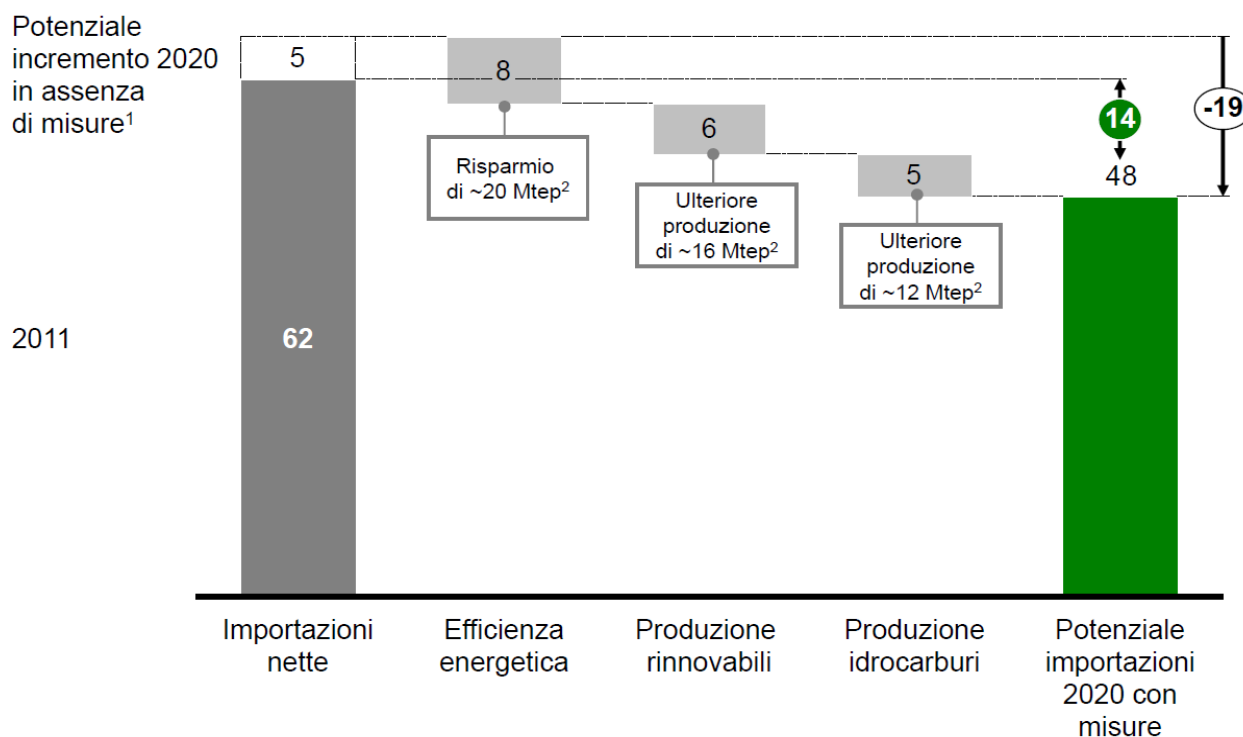 Potenziale
incremento 2020
in assenza
di misure1
5
8
6
5
14
-19
48
Risparmio
di ~20 Mtep2
Ulteriore
produzione
di ~16 Mtep2
Ulteriore
produzione
di ~12 Mtep2
2011
62
Importazioni
nette
Efficienza
energetica
Produzione
rinnovabili
Produzione
idrocarburi
Potenziale
importazioni
2020 con
misure